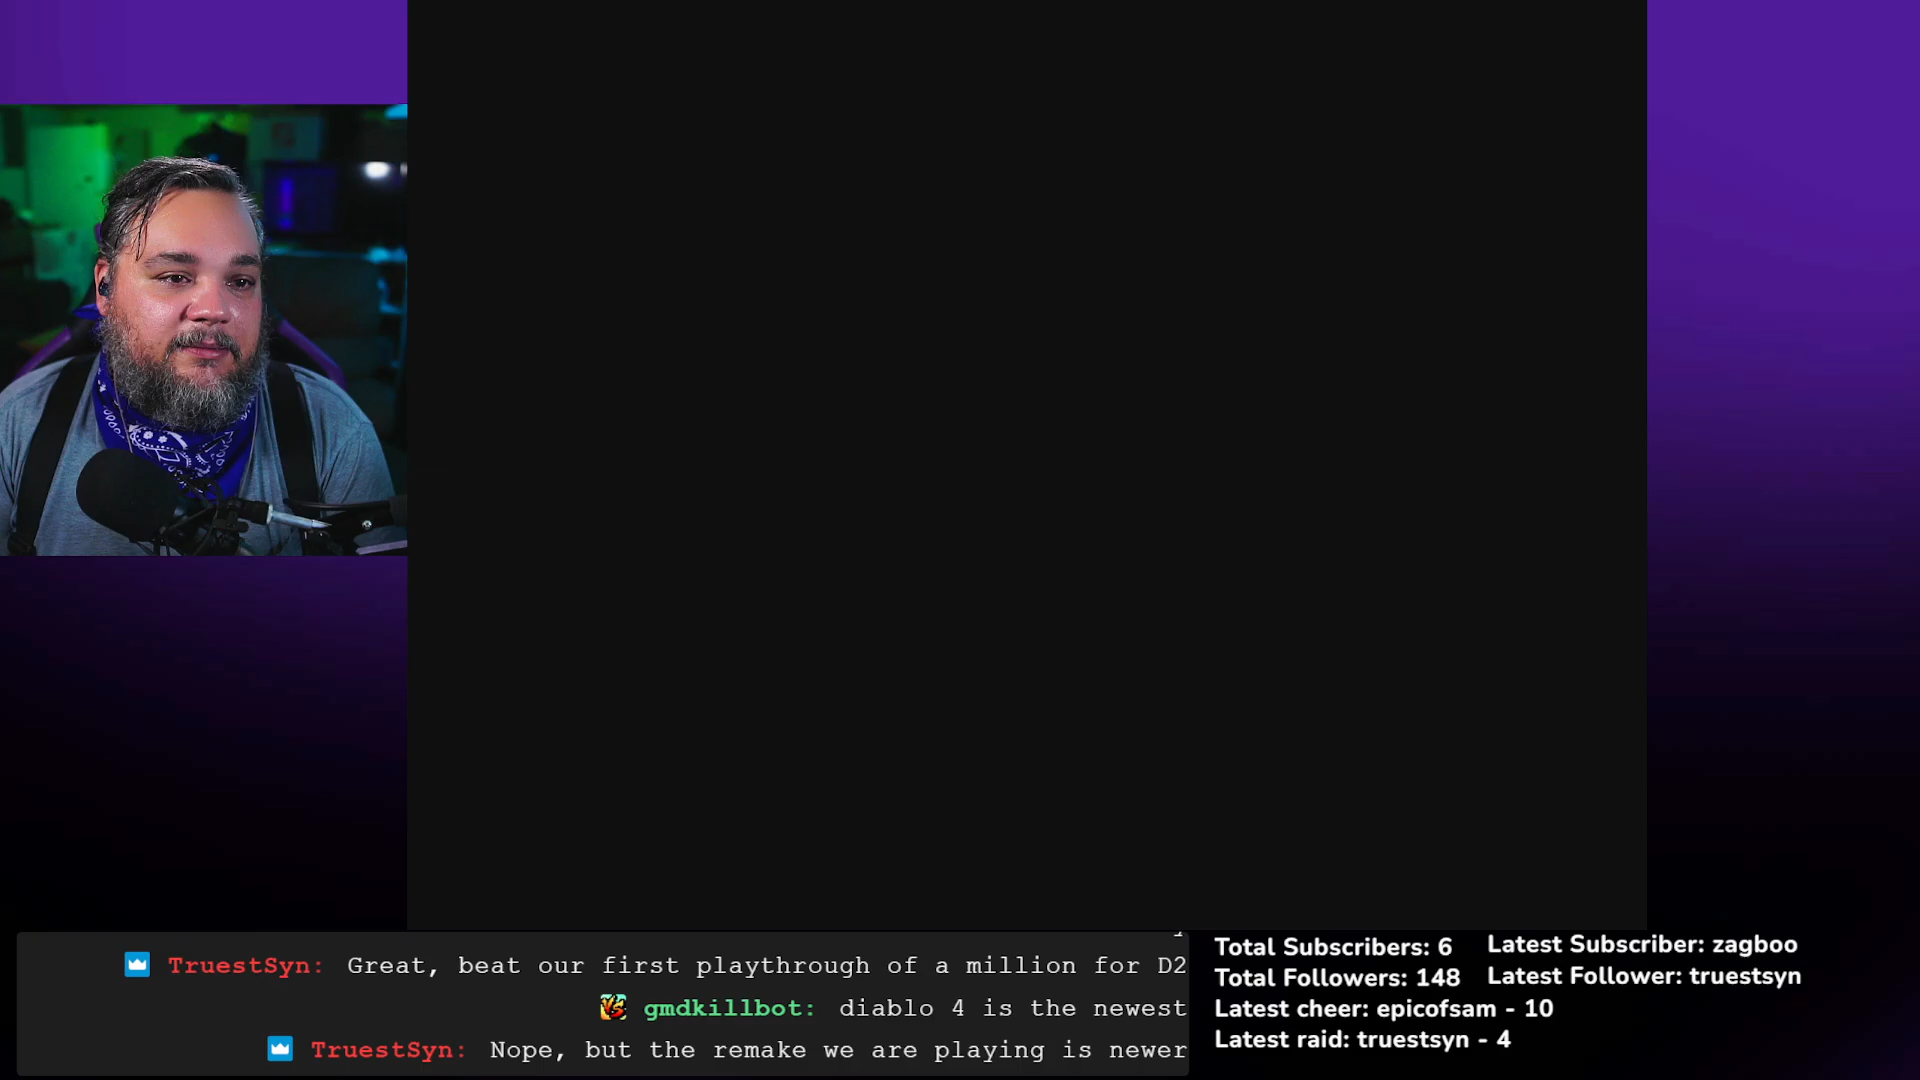 TruestSyn: Great, beat our first playthrough of a million for D2
gmdkillbot: diablo 4 is the newest
TruestSyn: Nope, but the remake we are playing is newer
Total Subscribers: 6
Latest Subscriber: zagboo
Total Followers: 148
Latest Follower: truestsyn
Latest cheer: epicofsam - 10
Latest raid: truestsyn - 4